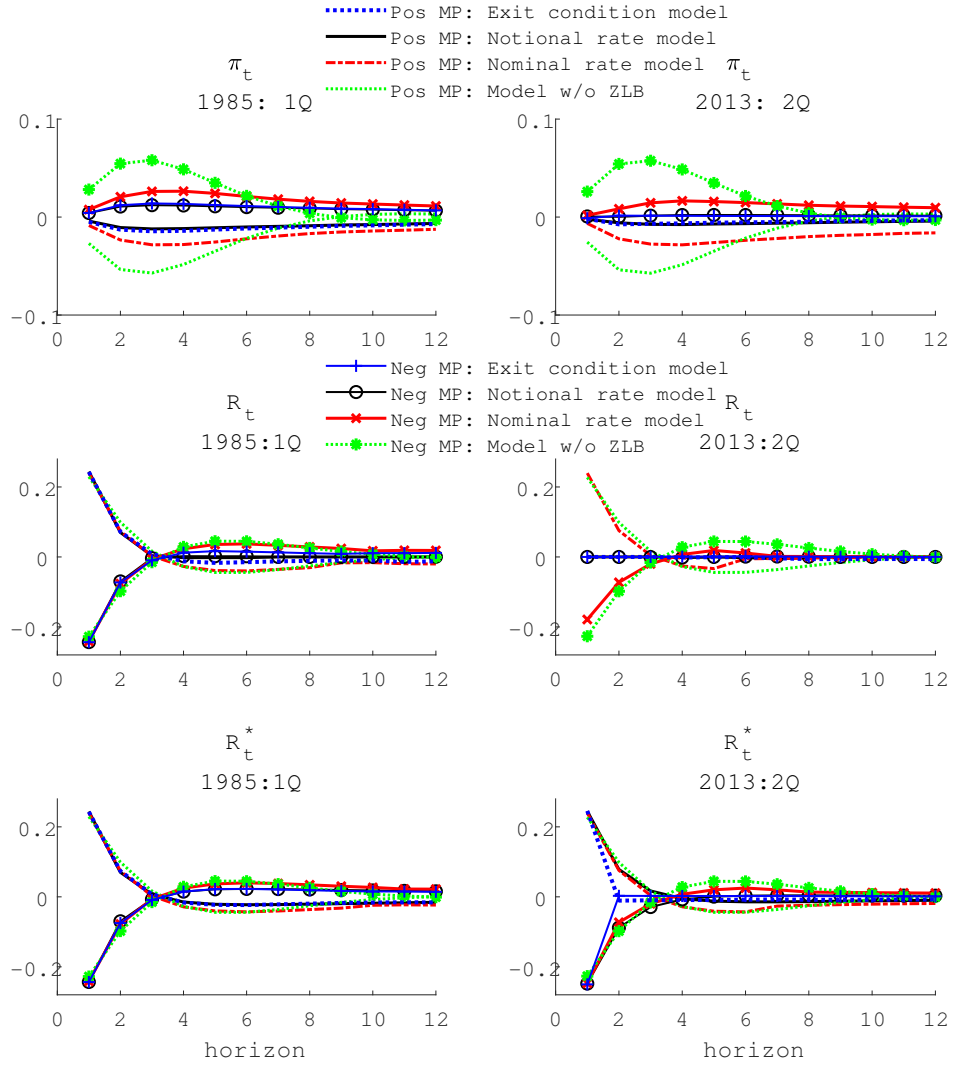 Pos MP: Exit condition model
Pos MP: Notional rate model
Pos MP: Nominal rate model
Pos MP: Model w/o ZLB
π_t
1985: 1Q
π_t
2013: 2Q
0.1
0
-0.1
0 2 4 6 8 10 12
0.1
0
-0.1
0 2 4 6 8 10 12
Neg MP: Exit condition model
Neg MP: Notional rate model
Neg MP: Nominal rate model
Neg MP: Model w/o ZLB
R_t
1985:1Q
R_t
2013:2Q
0.2
0
-0.2
0 2 4 6 8 10 12
0.2
0
-0.2
0 2 4 6 8 10 12
R_t^*
1985:1Q
R_t^*
2013:2Q
0.2
0
-0.2
0 2 4 6 8 10 12
horizon
0.2
0
-0.2
0 2 4 6 8 10 12
horizon